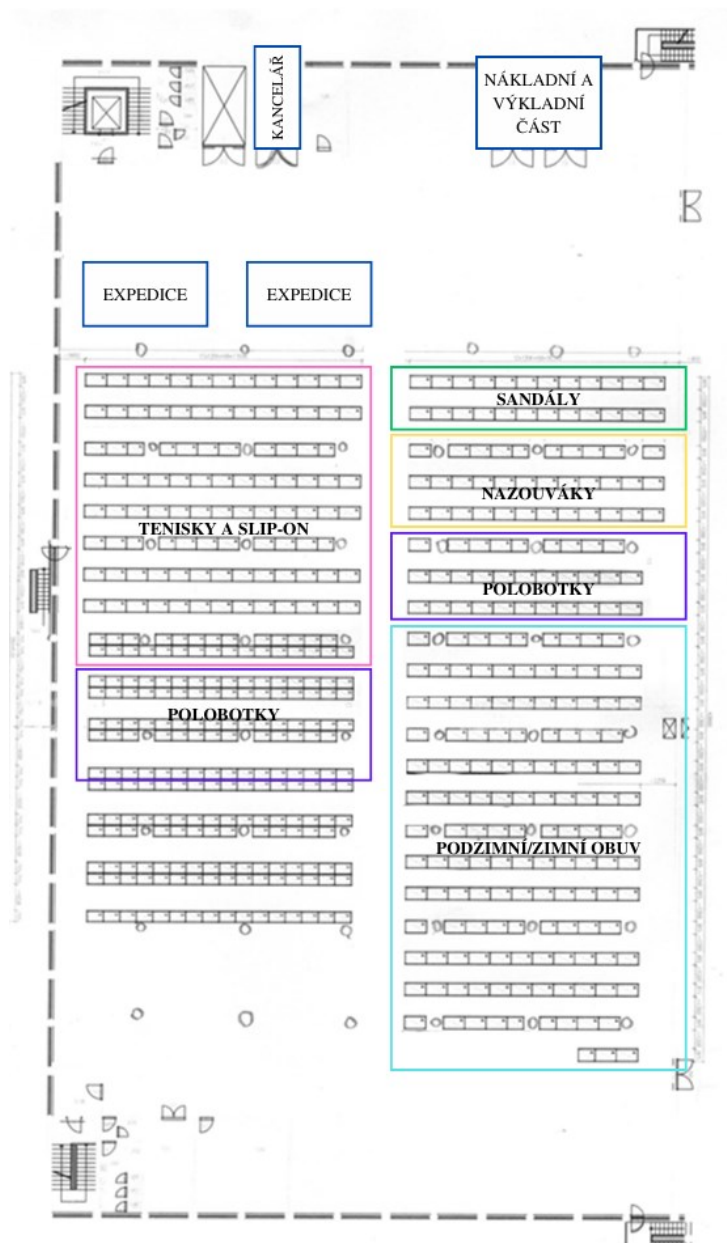 KANCELÁŘ
NÁKLADNÍ A
VÝKLADNÍ
ČÁST
EXPEDICE
EXPEDICE
SANDÁLY
NAZOUVÁKY
TENISKY A SLIP-ON
POLOBOTKY
POLOBOTKY
PODZIMNÍ/ZIMNÍ OBUV